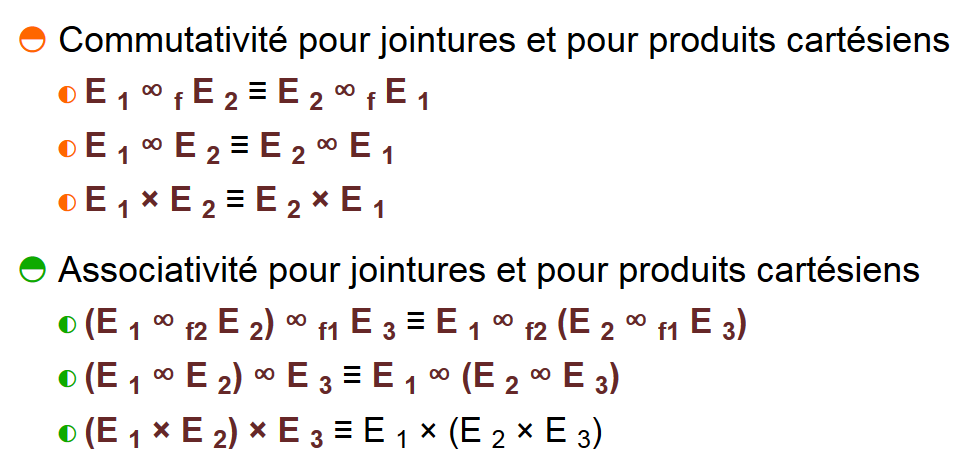 Commutativité pour jointures et pour produits cartésiens
E 1 ∞ f E 2 ≡ E 2 ∞ f E 1
E 1 ∞ E 2 ≡ E 2 ∞ E 1
E 1 × E 2 ≡ E 2 × E 1
Associativité pour jointures et pour produits cartésiens
(E 1 ∞ f2 E 2) ∞ f1 E 3 ≡ E 1 ∞ f2 (E 2 ∞ f1 E 3)
(E 1 ∞ E 2) ∞ E 3 ≡ E 1 ∞ (E 2 ∞ E 3)
(E 1 × E 2) × E 3 ≡ E 1 × (E 2 × E 3)